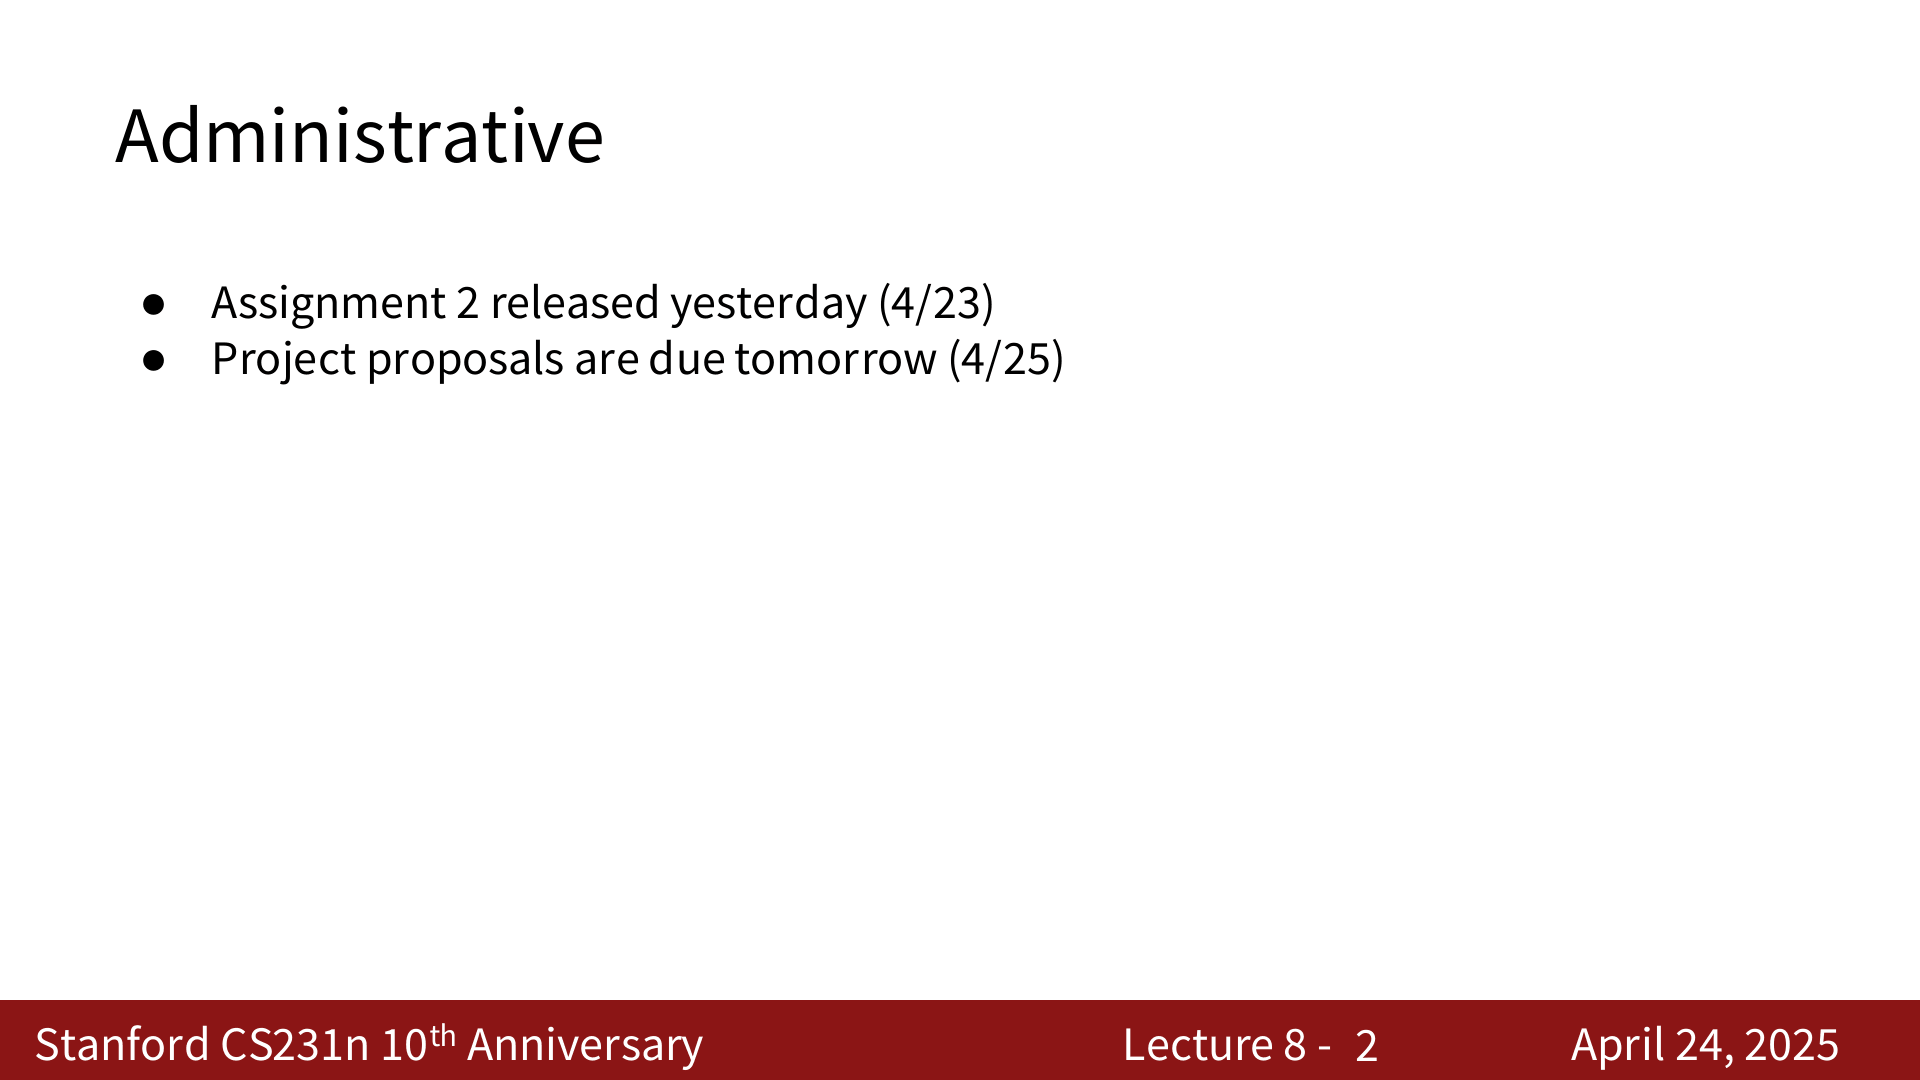 Administrative
● Assignment 2 released yesterday (4/23)
● Project proposals are due tomorrow (4/25)
Stanford CS231n 10th Anniversary Lecture 8 - 2 April 24, 2025